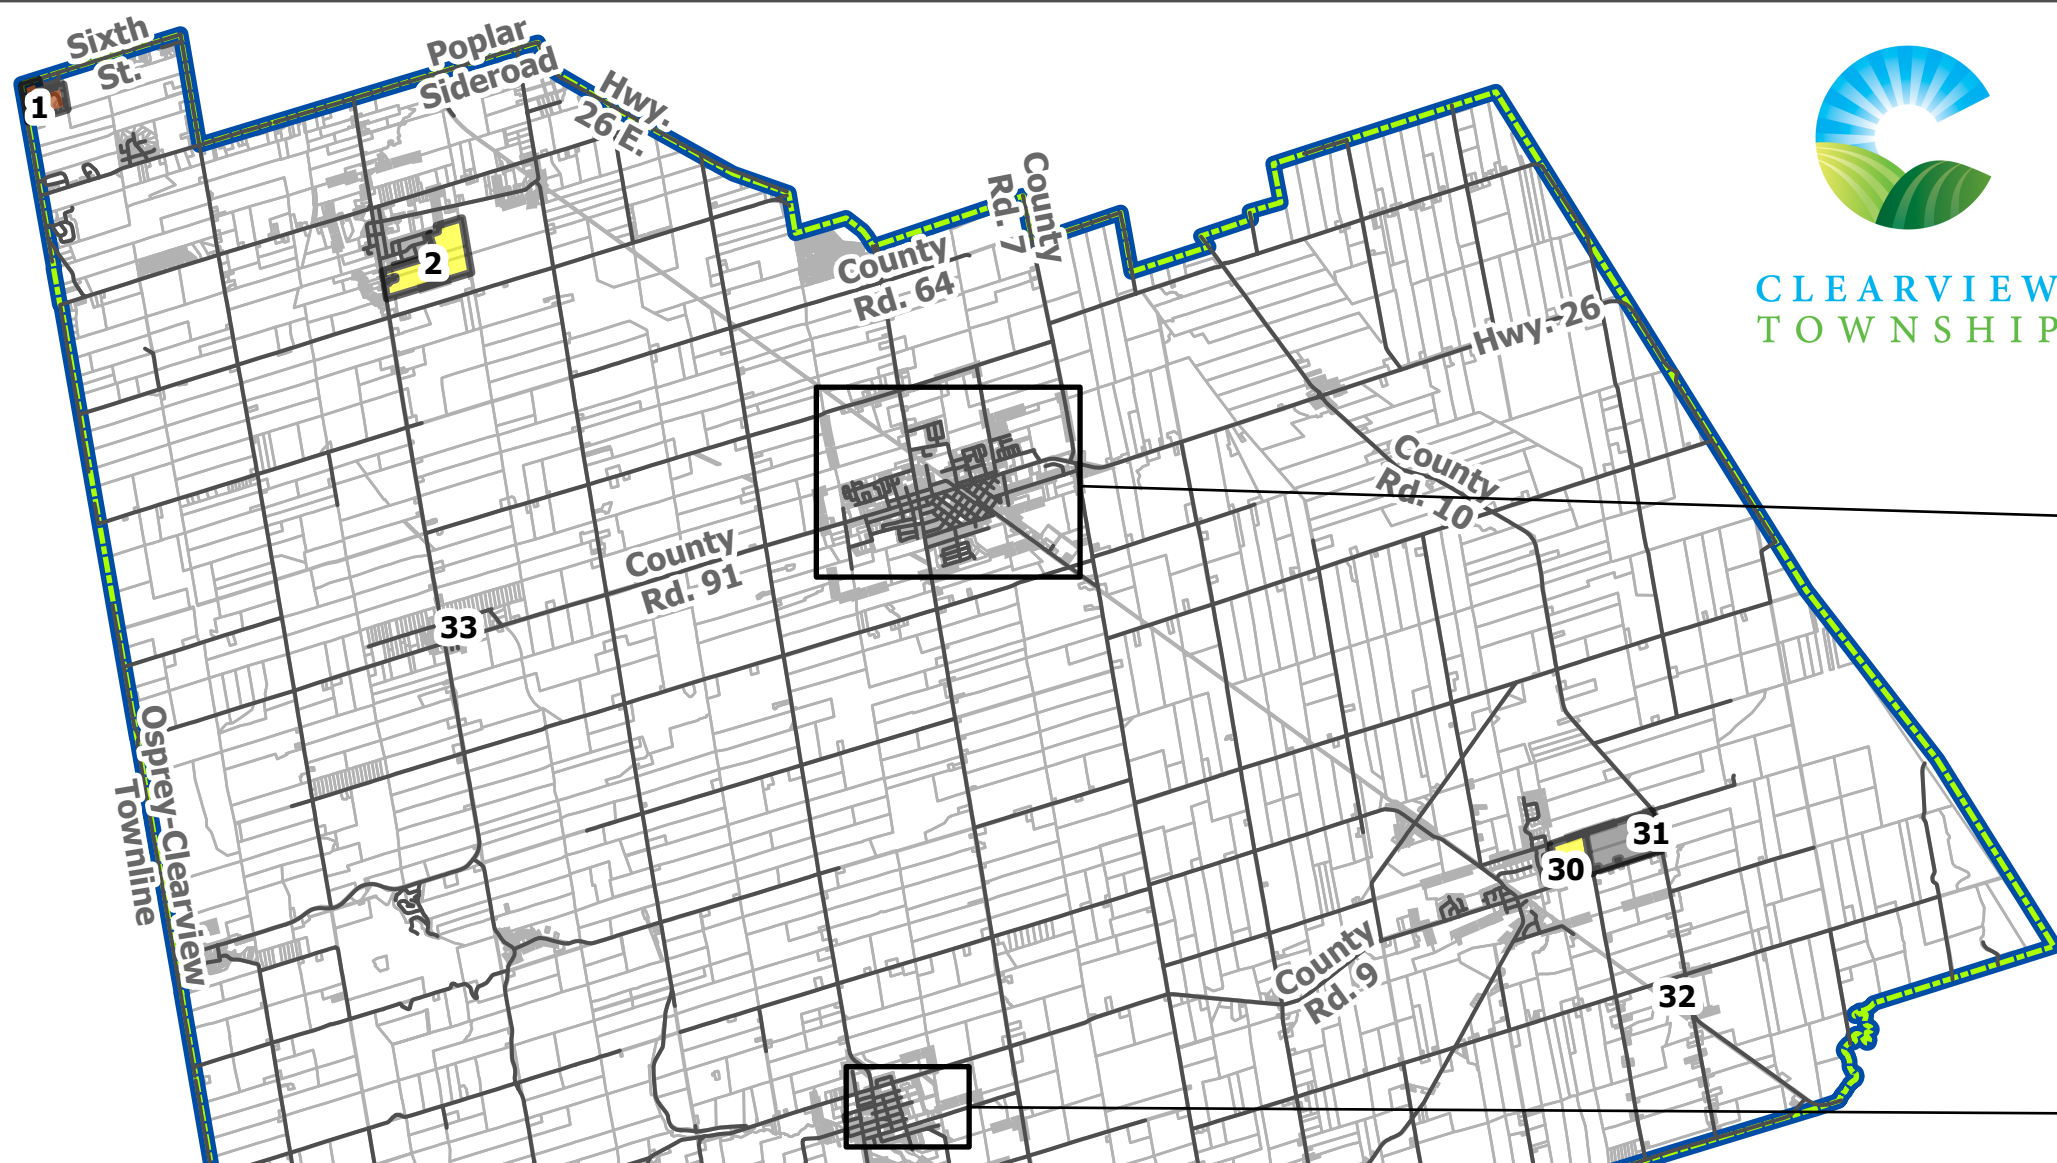 Sixth
St.
Poplar
Sideroad
Hwy.
26 E.
1
2
County
Rd. 7
County
Rd. 64
CLEARVIEW
TOWNSHIP
Hwy. 26
County
Rd. 10
County
Rd. 91
33
Osprey-Clearview
Townline
31
30
County
Rd. 9
32